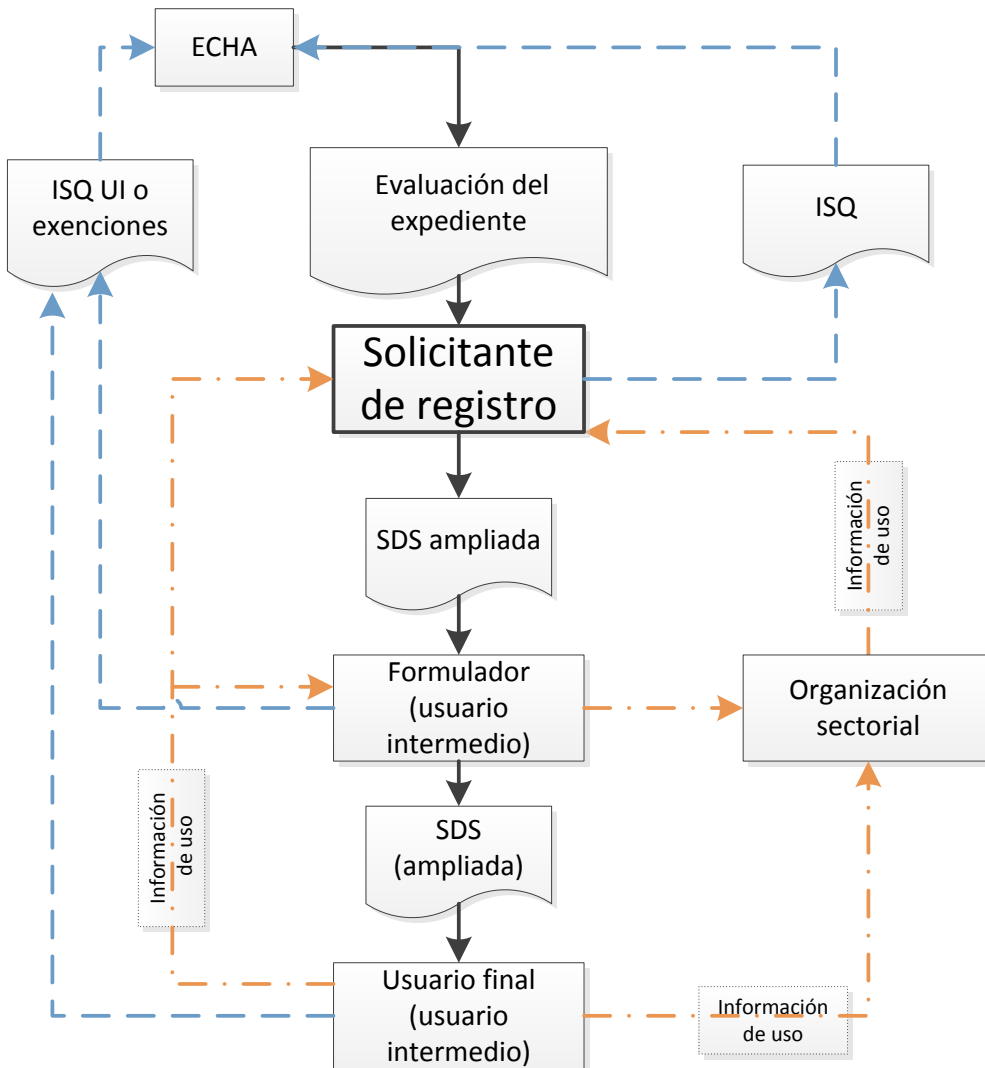 ECHA
ISQ UI o
exenciones
Evaluación del
expediente
ISQ
Solicitante
de registro
SDS ampliada
Información
de uso
Formulador
(usuario
intermedio)
Organización
sectorial
Información
de uso
SDS
(ampliada)
Usuario final
(usuario
intermedio)
Información
de uso